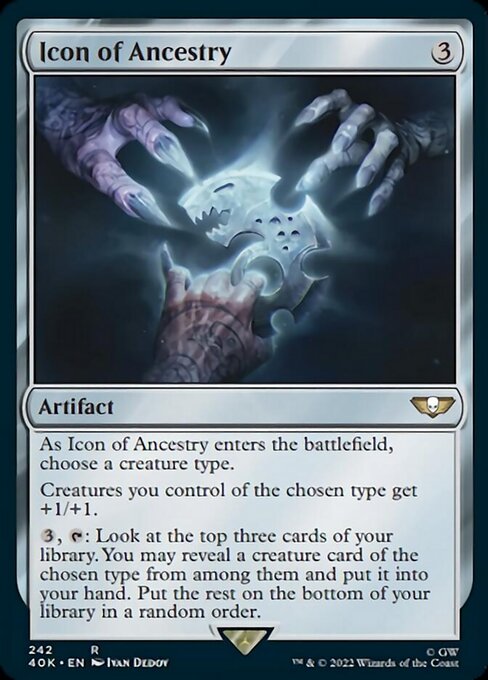 Icon of Ancestry 3
Artifact
As Icon of Ancestry enters the battlefield,
choose a creature type.
Creatures you control of the chosen type get
+1/+1.
3, : Look at the top three cards of your
library. You may reveal a creature card of the
chosen type from among them and put it into
your hand. Put the rest on the bottom of your
library in a random order.
242 R
40K • EN Ivan Dedov
© GW
™ & © 2022 Wizards of the Coast